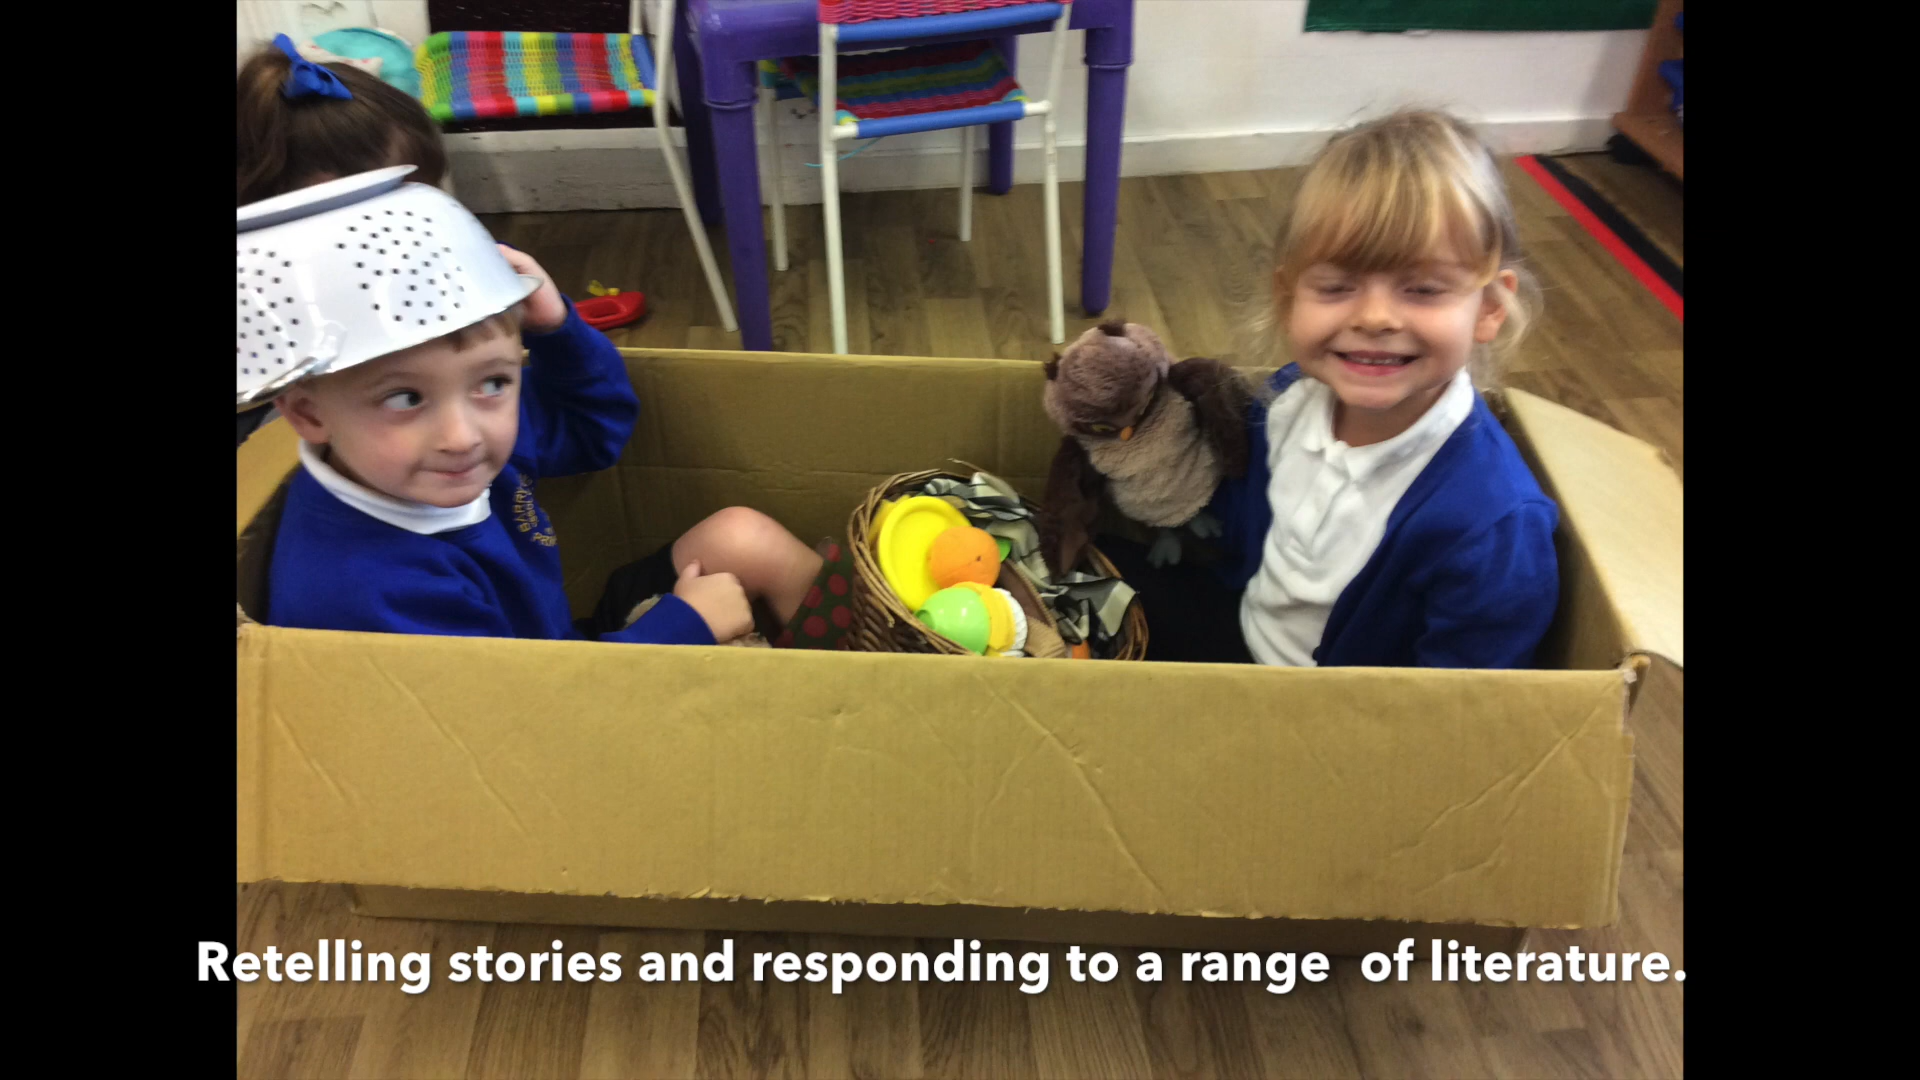 Retelling stories and responding to a range  of literature.